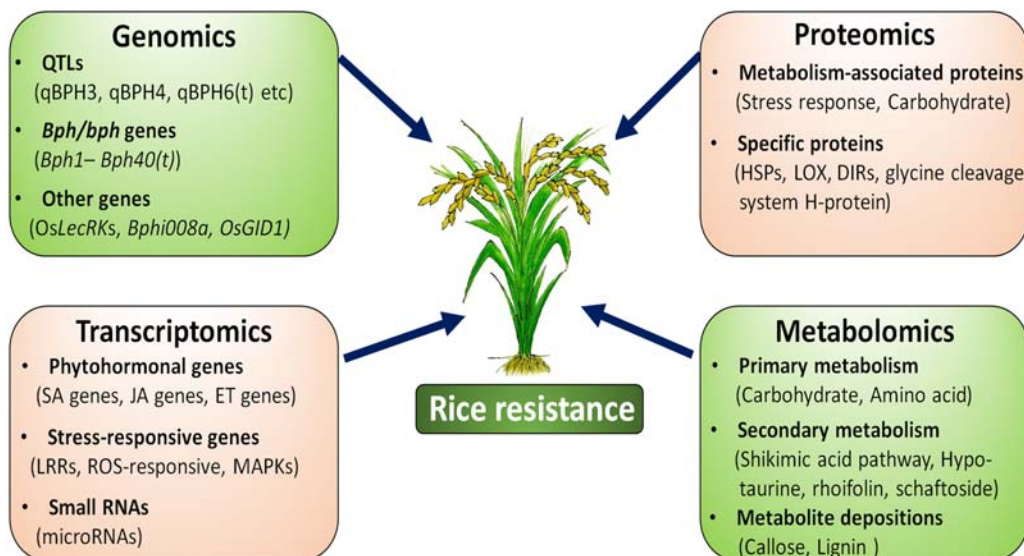 Genomics
• QTLs
(qBPH3, qBPH4, qBPH6(t) etc)
• Bph/bph genes
(Bph1– Bph40(t))
• Other genes
(OsLecRKs, Bphi008a, OsGID1)
Proteomics
• Metabolism-associated proteins
(Stress response, Carbohydrate)
• Specific proteins
(HSPs, LOX, DIRs, glycine cleavage
system H-protein)
Transcriptomics
• Phytohormonal genes
(SA genes, JA genes, ET genes)
• Stress-responsive genes
(LRRs, ROS-responsive, MAPKs)
• Small RNAs
(microRNAs)
Rice resistance
Metabolomics
• Primary metabolism
(Carbohydrate, Amino acid)
• Secondary metabolism
(Shikimic acid pathway, Hypo-
taurine, rhoifolin, schaftoside)
• Metabolite depositions
(Callose, Lignin )